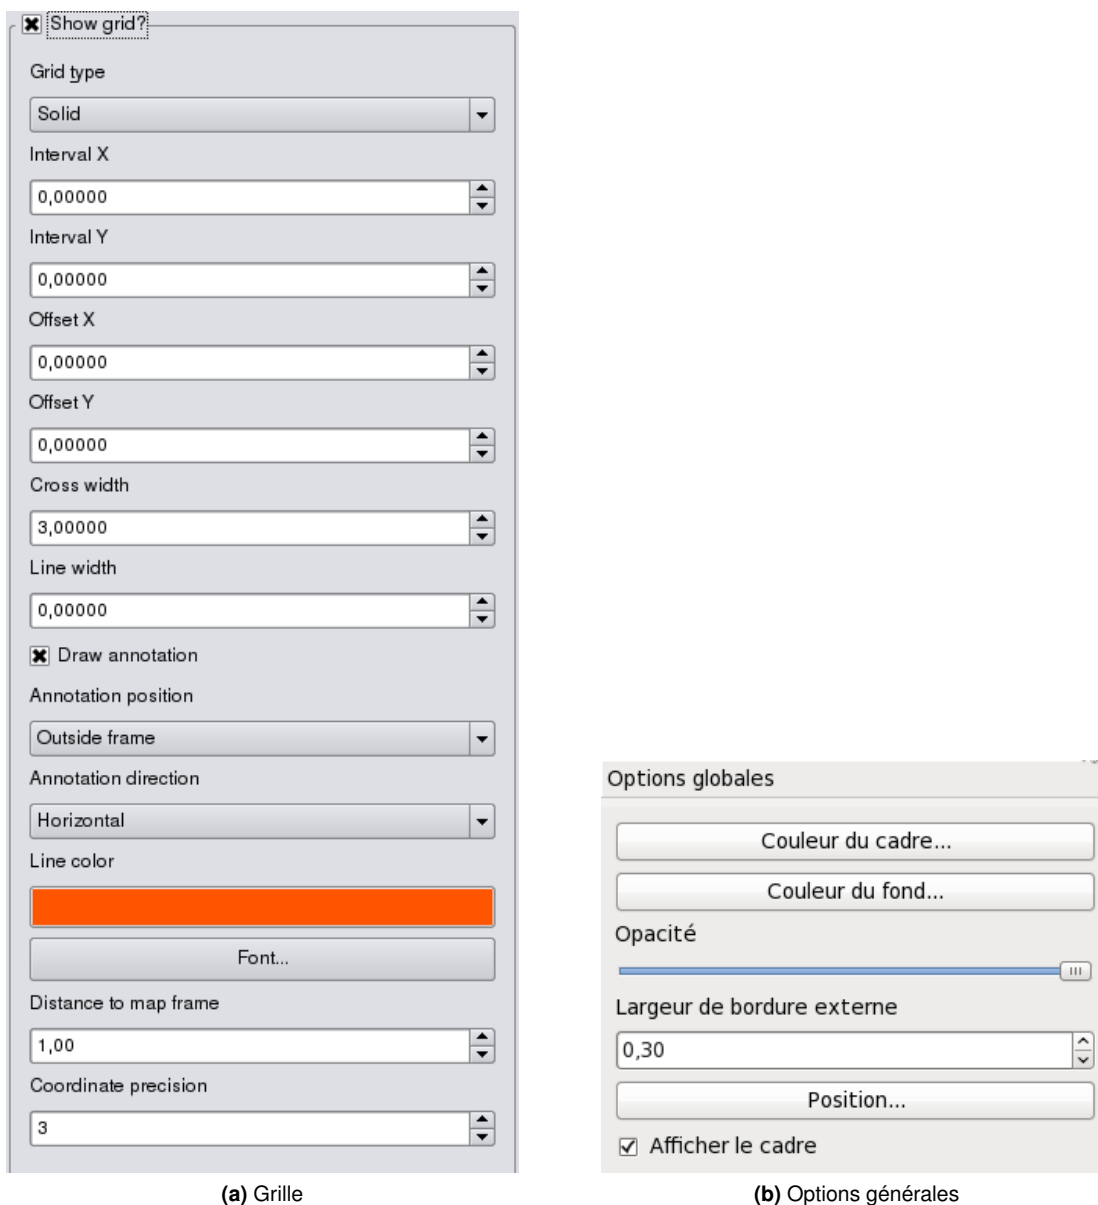 Show grid?
Grid type
Solid
Interval X
0,00000
Interval Y
0,00000
Offset X
0,00000
Offset Y
0,00000
Cross width
3,00000
Line width
0,00000
Draw annotation
Annotation position
Outside frame
Annotation direction
Horizontal
Line color
Font...
Distance to map frame
1,00
Coordinate precision
3
(a) Grille
Options globales
Couleur du cadre...
Couleur du fond...
Opacité
Largeur de bordure externe
0,30
Position...
Afficher le cadre
(b) Options générales